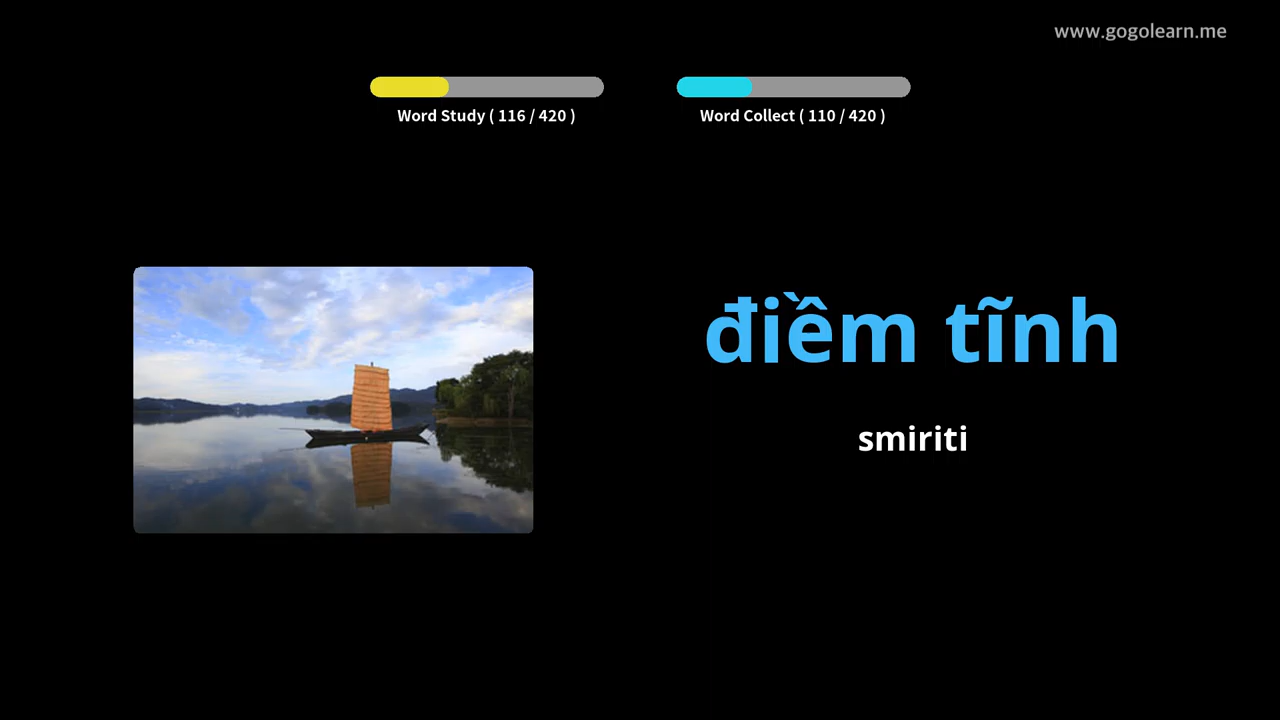 www.gogolearn.me
Word Study ( 116 / 420 )
Word Collect ( 110 / 420 )
điềm tĩnh
smiriti